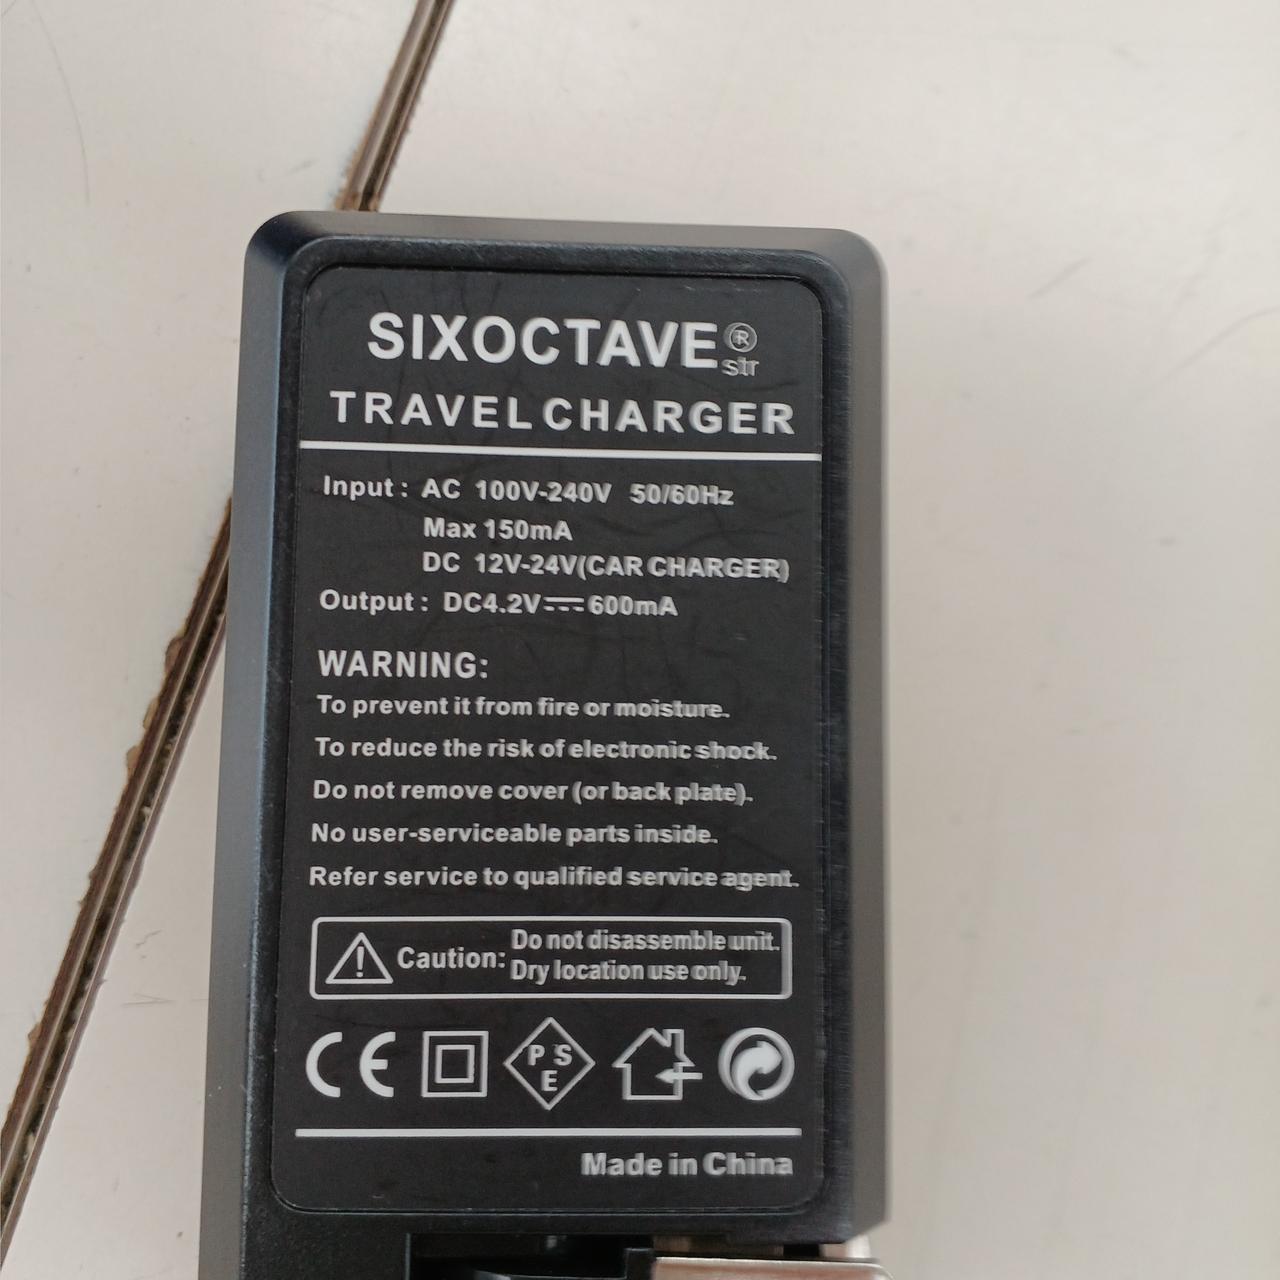 SIXOCTAVE®
str
TRAVEL CHARGER
Input : AC 100V-240V 50/60Hz
Max 150mA
DC 12V-24V(CAR CHARGER)
Output : DC4.2V⎓600mA
WARNING:
To prevent it from fire or moisture.
To reduce the risk of electronic shock.
Do not remove cover (or back plate).
No user-serviceable parts inside.
Refer service to qualified service agent.
Caution: Do not disassemble unit.
Dry location use only.
CE PSE
Made in China